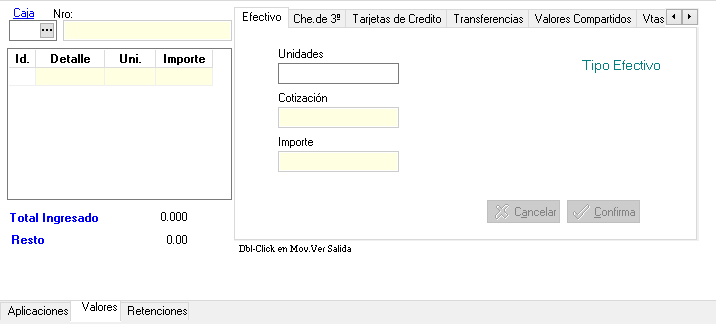 Caja Nro:
...
Id. Detalle Uni. Importe
Total Ingresado 0.000
Resto 0.00
Efectivo Che.de 3ª Tarjetas de Credito Transferencias Valores Compartidos Vtas
Unidades
Tipo Efectivo
Cotización
Importe
Cancelar Confirma
Dbl-Click en Mov.Ver Salida
Aplicaciones Valores Retenciones